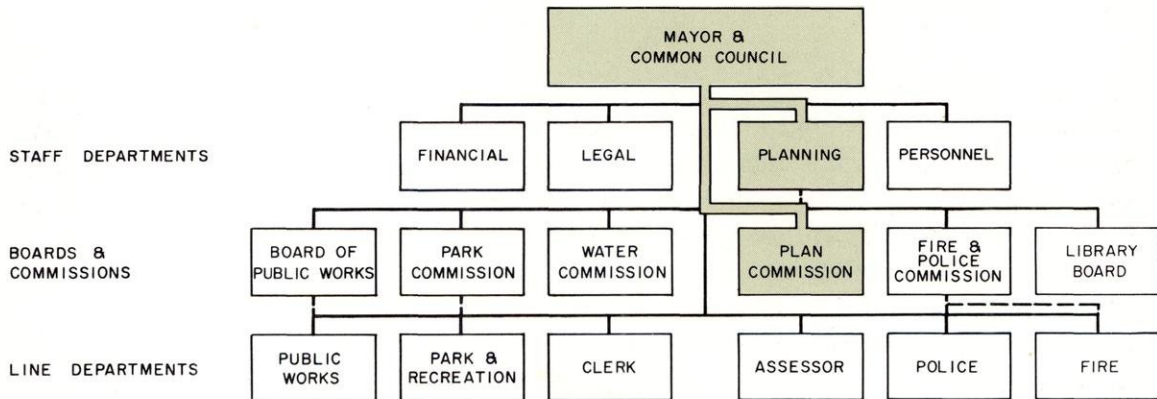 MAYOR &
COMMON COUNCIL
STAFF DEPARTMENTS
FINANCIAL
LEGAL
PLANNING
PERSONNEL
BOARDS &
COMMISSIONS
BOARD OF
PUBLIC WORKS
PARK
COMMISSION
WATER
COMMISSION
PLAN
COMMISSION
FIRE &
POLICE
COMMISSION
LIBRARY
BOARD
LINE DEPARTMENTS
PUBLIC
WORKS
PARK &
RECREATION
CLERK
ASSESSOR
POLICE
FIRE